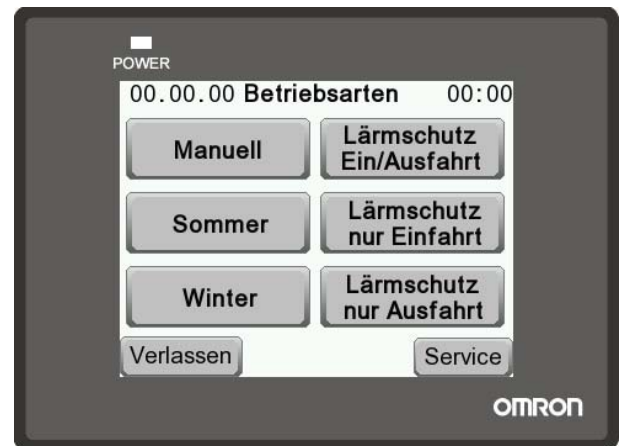 POWER
00.00.00 Betriebsarten 00:00
Manuell
Lärmschutz
Ein/Ausfahrt
Sommer
Lärmschutz
nur Einfahrt
Winter
Lärmschutz
nur Ausfahrt
Verlassen
Service
OMRON